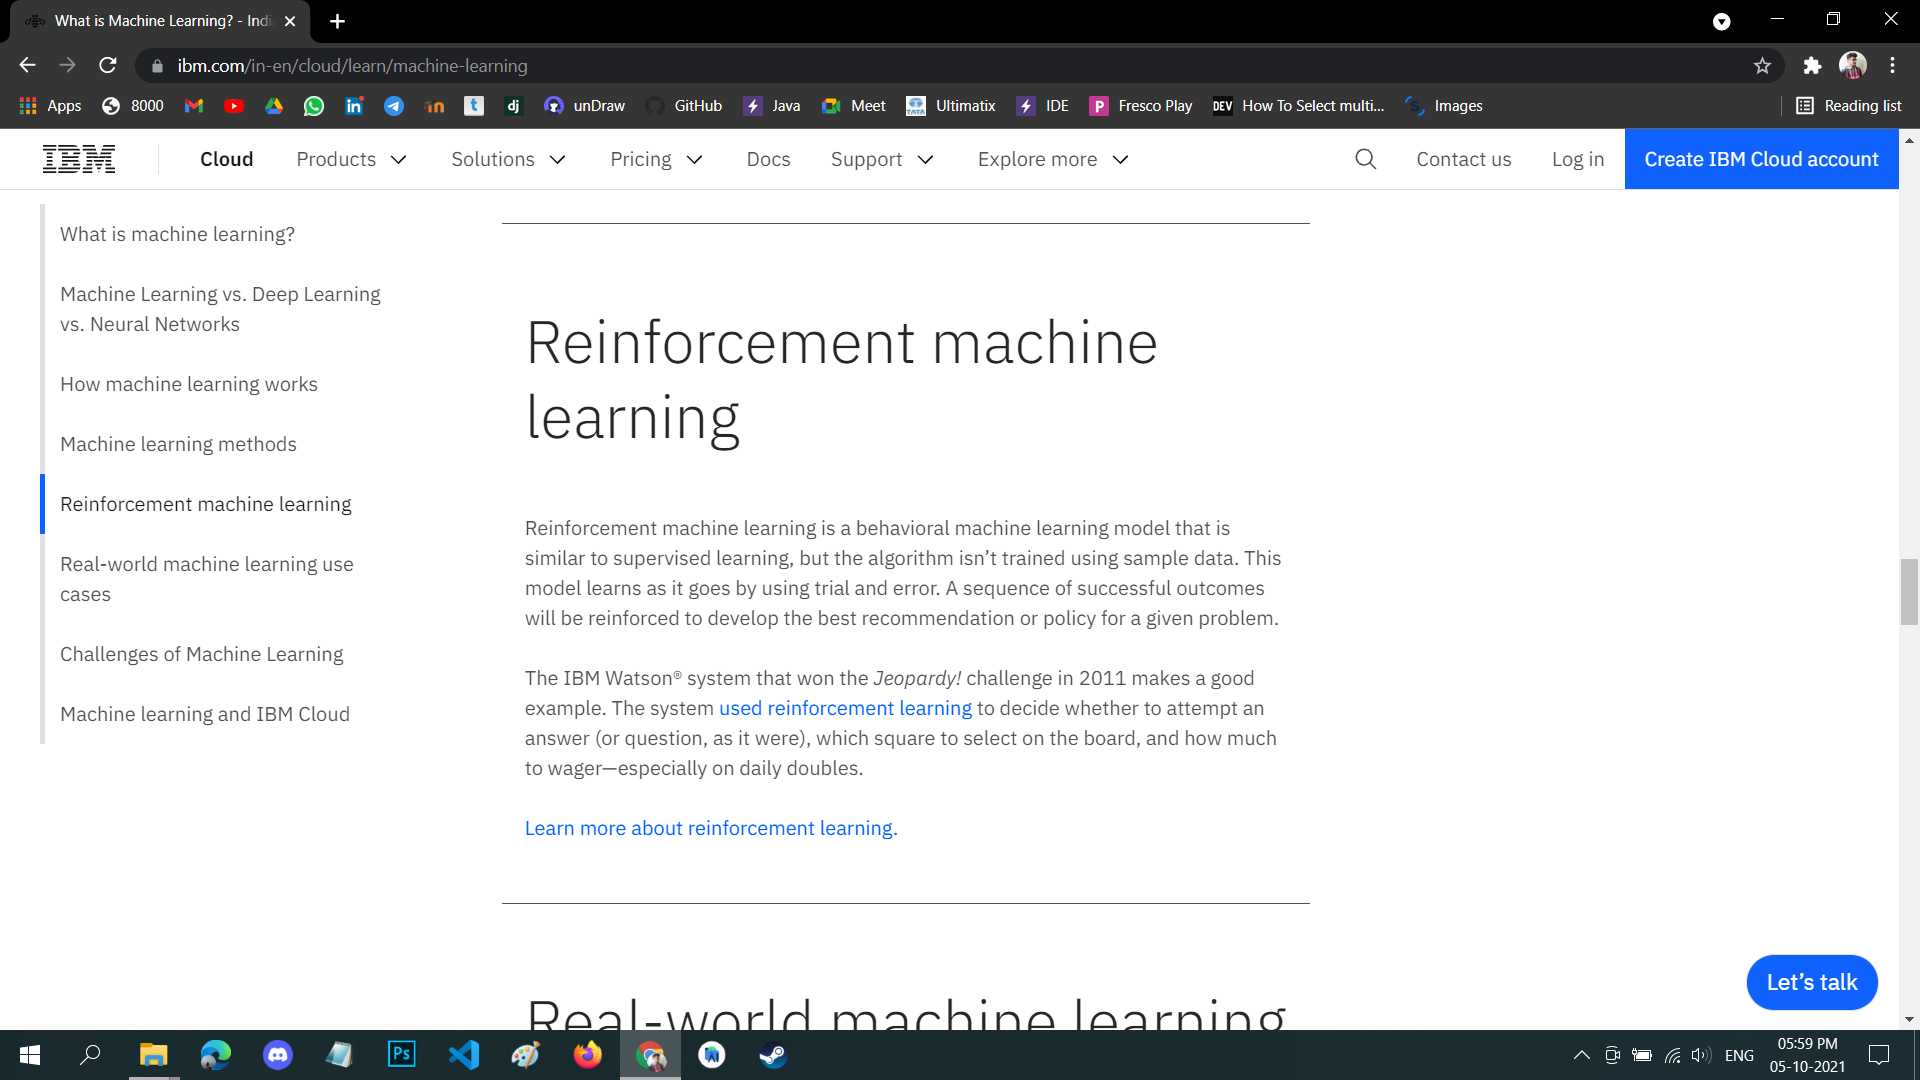 What is Machine Learning? - Indi
ibm.com/in-en/cloud/learn/machine-learning
Apps 8000 unDraw GitHub Java Meet Ultimatix IDE Fresco Play How To Select multi... Images Reading list
IBM Cloud Products Solutions Pricing Docs Support Explore more Contact us Log in Create IBM Cloud account
What is machine learning?
Machine Learning vs. Deep Learning
vs. Neural Networks
How machine learning works
Machine learning methods
Reinforcement machine learning
Real-world machine learning use
cases
Challenges of Machine Learning
Machine learning and IBM Cloud
Reinforcement machine
learning
Reinforcement machine learning is a behavioral machine learning model that is
similar to supervised learning, but the algorithm isn’t trained using sample data. This
model learns as it goes by using trial and error. A sequence of successful outcomes
will be reinforced to develop the best recommendation or policy for a given problem.
The IBM Watson® system that won the Jeopardy! challenge in 2011 makes a good
example. The system used reinforcement learning to decide whether to attempt an
answer (or question, as it were), which square to select on the board, and how much
to wager—especially on daily doubles.
Learn more about reinforcement learning.
Real-world machine learning
Let’s talk
ENG
05:59 PM
05-10-2021